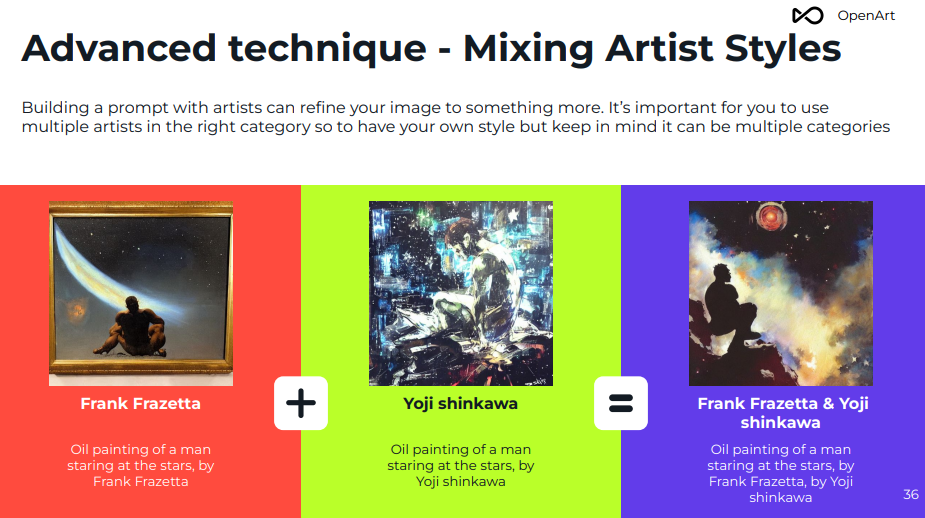 OpenArt
Advanced technique - Mixing Artist Styles
Building a prompt with artists can refine your image to something more. It’s important for you to use
multiple artists in the right category so to have your own style but keep in mind it can be multiple categories
Frank Frazetta
Oil painting of a man
staring at the stars, by
Frank Frazetta
+
Yoji shinkawa
Oil painting of a man
staring at the stars, by
Yoji shinkawa
=
Frank Frazetta & Yoji
shinkawa
Oil painting of a man
staring at the stars, by
Frank Frazetta, by Yoji
shinkawa
36